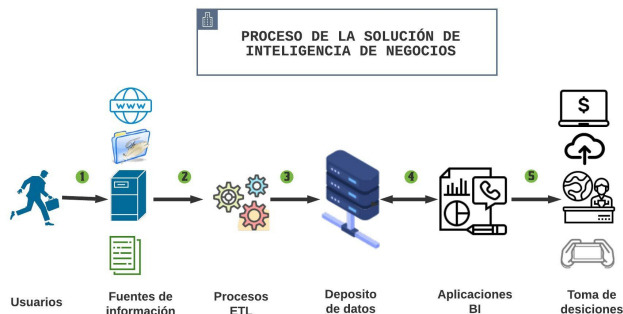 PROCESO DE LA SOLUCIÓN DE
INTELIGENCIA DE NEGOCIOS
WWW
$
1
2
3
4
5
Usuarios
Fuentes de
información
Procesos
ETL
Deposito
de datos
Aplicaciones
BI
Toma de
desiciones